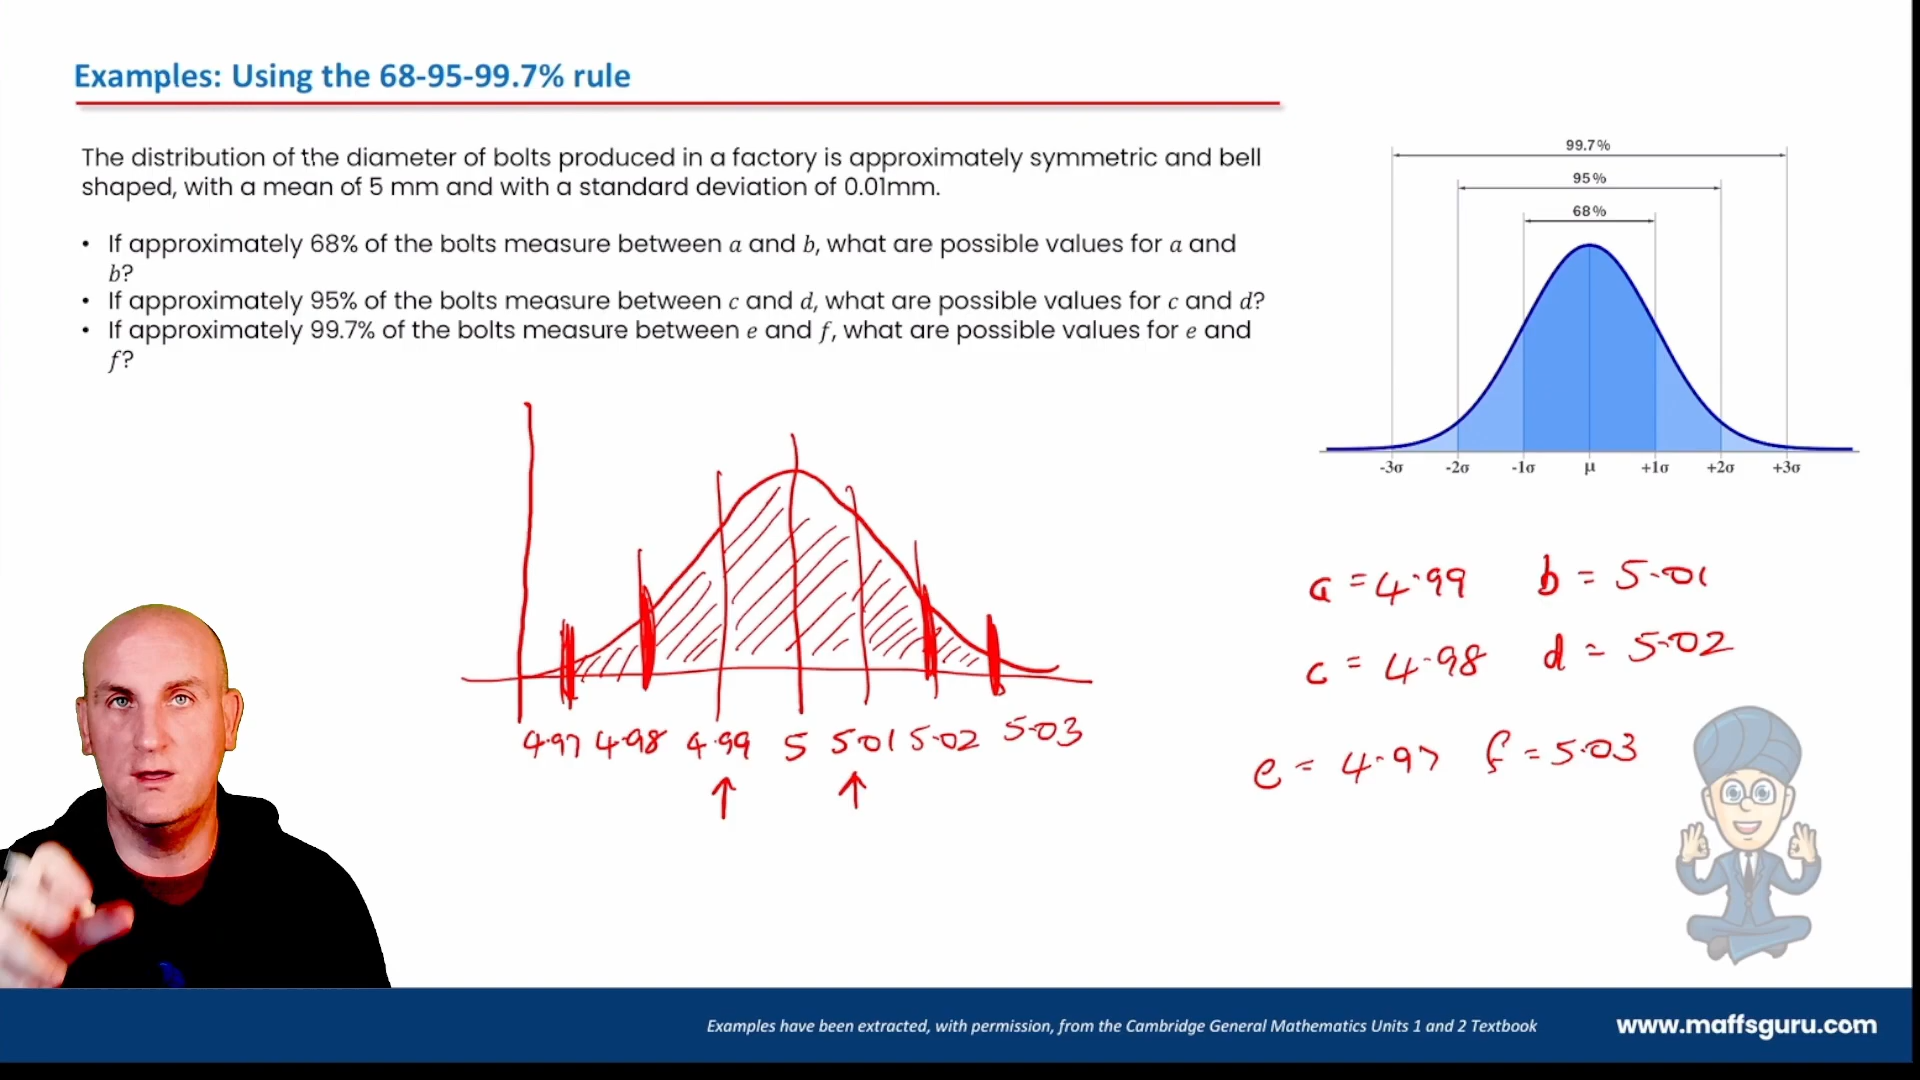 Examples: Using the 68-95-99.7% rule
The distribution of the diameter of bolts produced in a factory is approximately symmetric and bell
shaped, with a mean of 5 mm and with a standard deviation of 0.01mm.
• If approximately 68% of the bolts measure between a and b, what are possible values for a and
b?
• If approximately 95% of the bolts measure between c and d, what are possible values for c and d?
• If approximately 99.7% of the bolts measure between e and f, what are possible values for e and
f?
99.7%
95%
68%
-3σ -2σ -1σ μ +1σ +2σ +3σ
4.97 4.98 4.99 5 5.01 5.02 5.03
a = 4.99 b = 5.01
c = 4.98 d = 5.02
e = 4.97 f = 5.03
Examples have been extracted, with permission, from the Cambridge General Mathematics Units 1 and 2 Textbook
www.maffsguru.com